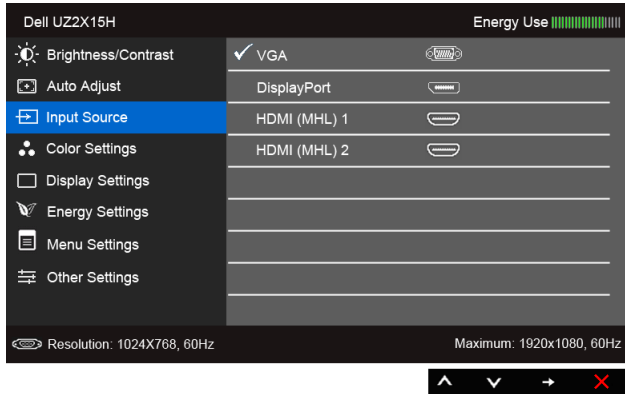 Dell UZ2X15H Energy Use
Brightness/Contrast VGA
Auto Adjust DisplayPort
Input Source HDMI (MHL) 1
Color Settings HDMI (MHL) 2
Display Settings
Energy Settings
Menu Settings
Other Settings
Resolution: 1024X768, 60Hz Maximum: 1920x1080, 60Hz